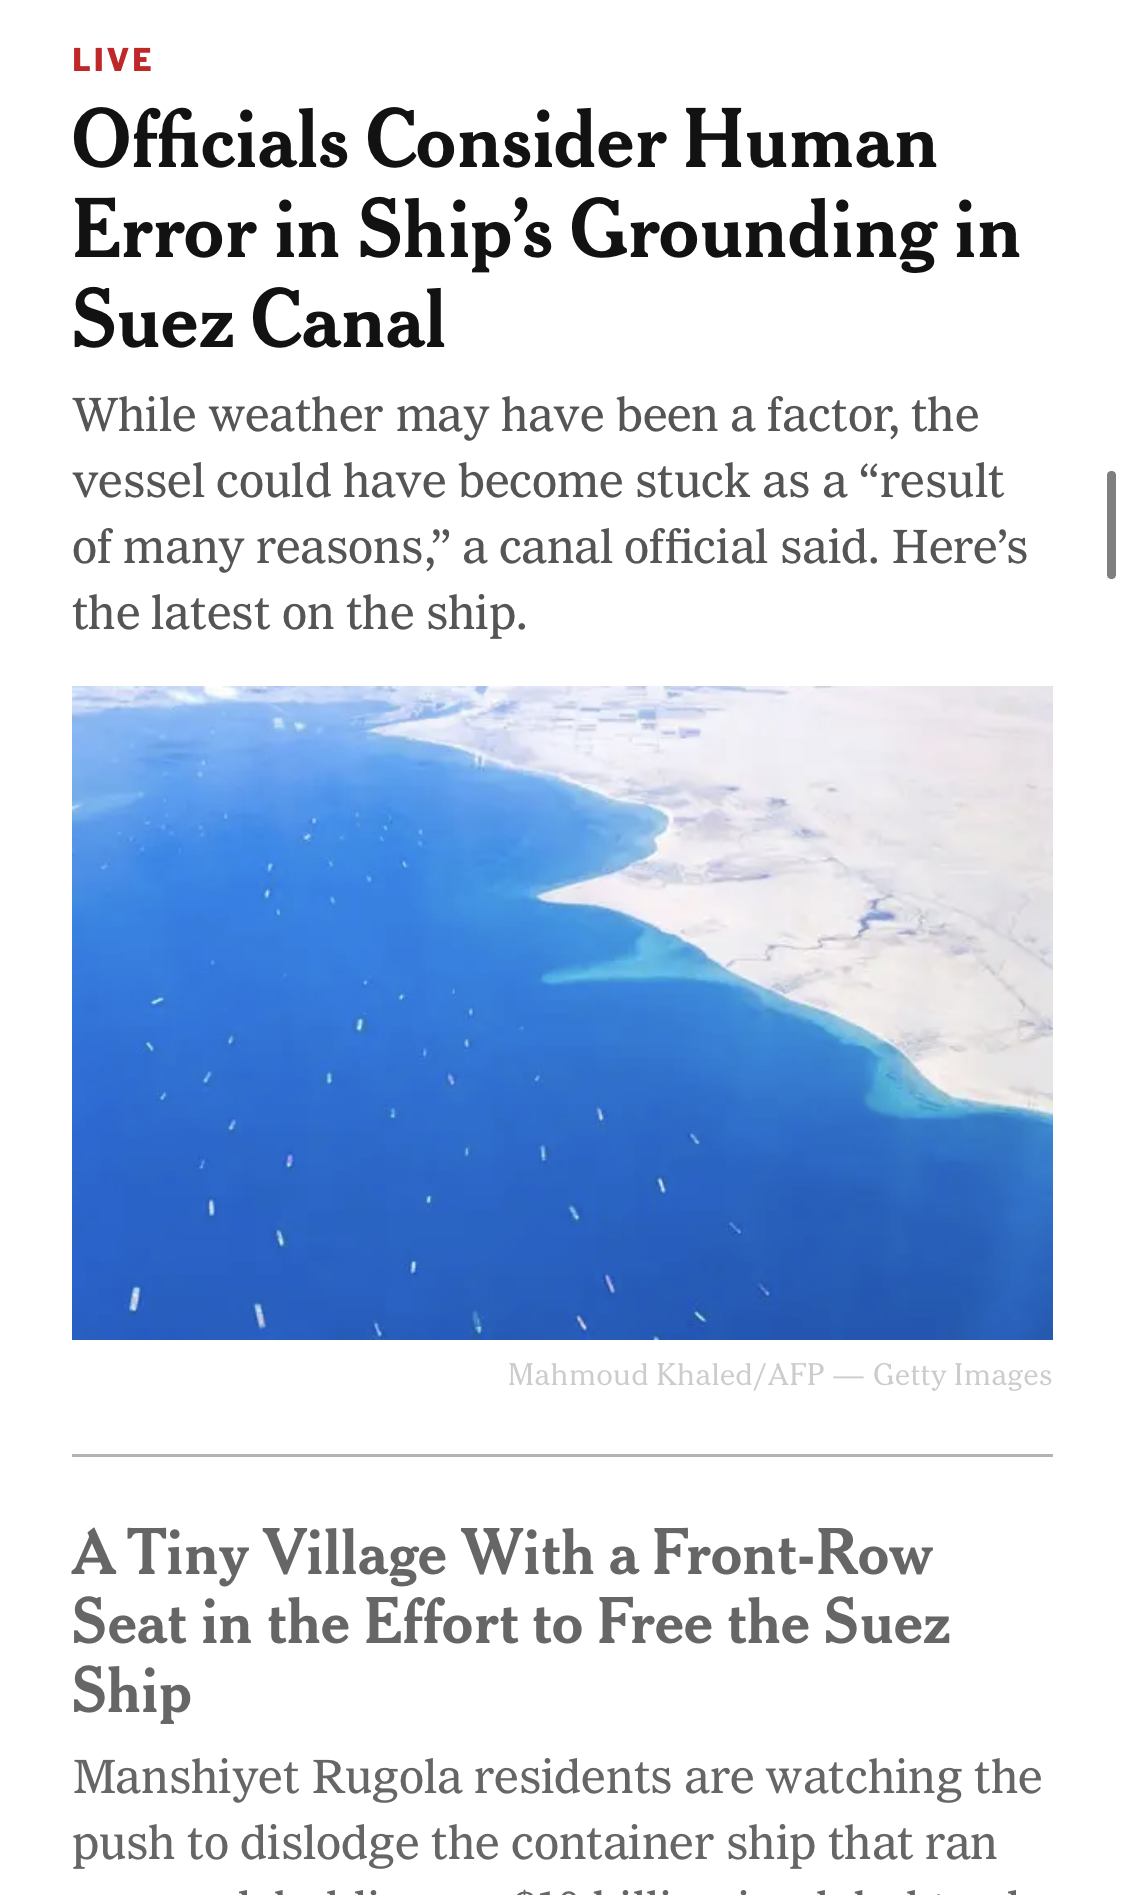 LIVE
Officials Consider Human
Error in Ship’s Grounding in
Suez Canal
While weather may have been a factor, the
vessel could have become stuck as a “result
of many reasons,” a canal official said. Here’s
the latest on the ship.
Mahmoud Khaled/AFP — Getty Images
A Tiny Village With a Front-Row
Seat in the Effort to Free the Suez
Ship
Manshiyet Rugola residents are watching the
push to dislodge the container ship that ran